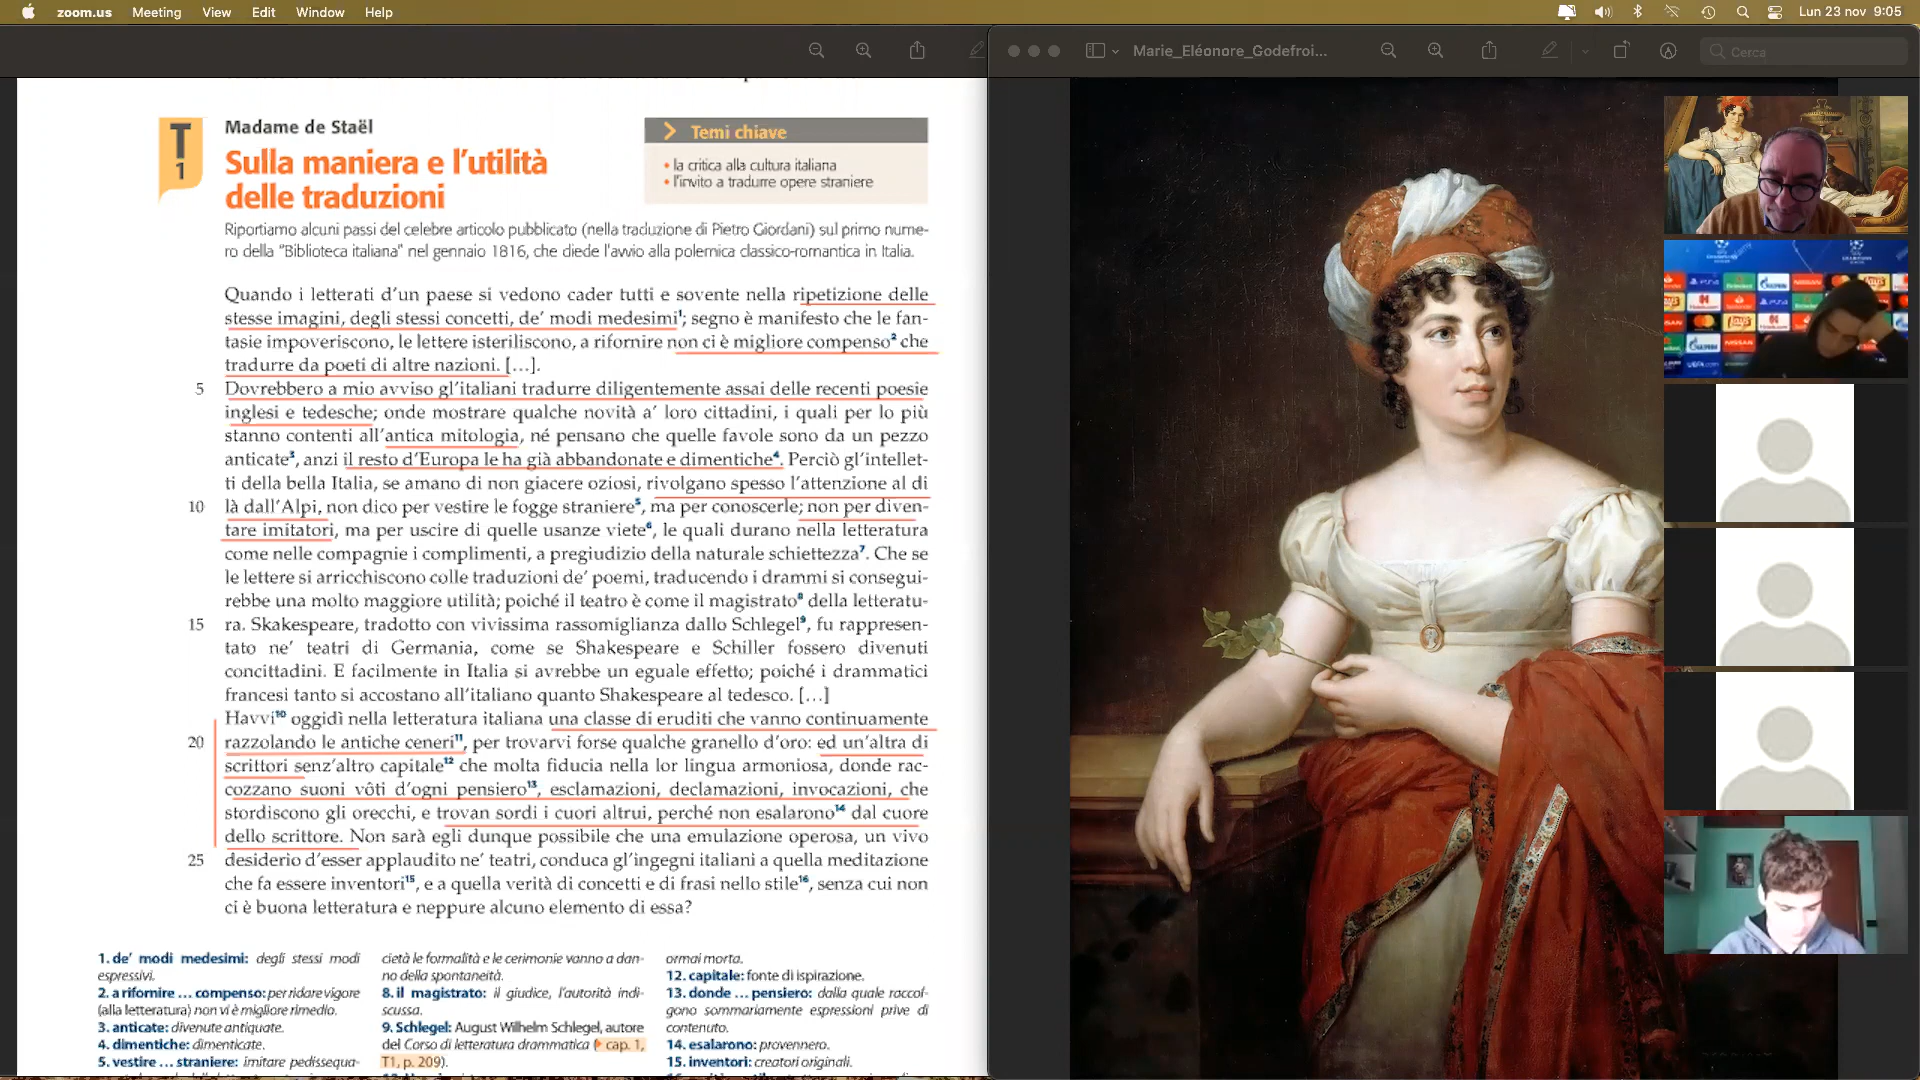 zoom.us Meeting View Edit Window Help
Lun 23 nov 9:05
Marie_Eléonore_Godefroi...
Cerca
T
1
Madame de Staël
Sulla maniera e l'utilità
delle traduzioni
Temi chiave
• la critica alla cultura italiana
• l'invito a tradurre opere straniere
Riportiamo alcuni passi del celebre articolo pubblicato (nella traduzione di Pietro Giordani) sul primo nume-
ro della "Biblioteca italiana" nel gennaio 1816, che diede l'avvio alla polemica classico-romantica in Italia.
Quando i letterati d'un paese si vedono cader tutti e sovente nella ripetizione delle
stesse imagini, degli stessi concetti, de' modi medesimi1; segno è manifesto che le fan-
tasie impoveriscono, le lettere isteriliscono, a rifornire non ci è migliore compenso2 che
tradurre da poeti di altre nazioni. [...].
5 Dovrebbero a mio avviso gl'italiani tradurre diligentemente assai delle recenti poesie
inglesi e tedesche; onde mostrare qualche novità a' loro cittadini, i quali per lo più
stanno contenti all'antica mitologia, né pensano che quelle favole sono da un pezzo
anticate3, anzi il resto d'Europa le ha già abbandonate e dimentiche4. Perciò gl'intellet-
ti della bella Italia, se amano di non giacere oziosi, rivolgano spesso l'attenzione al di
10 là dall'Alpi, non dico per vestire le fogge straniere5, ma per conoscerle; non per diven-
tare imitatori, ma per uscire di quelle usanze viete6, le quali durano nella letteratura
come nelle compagnie i complimenti, a pregiudizio della naturale schiettezza7. Che se
le lettere si arricchiscono colle traduzioni de' poemi, traducendo i drammi si consegui-
rebbe una molto maggiore utilità; poiché il teatro è come il magistrato8 della letteratu-
15 ra. Skakespeare, tradotto con vivissima rassomiglianza dallo Schlegel9, fu rappresen-
tato ne' teatri di Germania, come se Shakespeare e Schiller fossero divenuti
concittadini. E facilmente in Italia si avrebbe un eguale effetto; poiché i drammatici
francesi tanto si accostano all'italiano quanto Shakespeare al tedesco. [...]
Havvi10 oggidì nella letteratura italiana una classe di eruditi che vanno continuamente
20 razzolando le antiche ceneri11, per trovarvi forse qualche granello d'oro: ed un'altra di
scrittori senz'altro capitale12 che molta fiducia nella lor lingua armoniosa, donde rac-
cozzano suoni vôti d'ogni pensiero13, esclamazioni, declamazioni, invocazioni, che
stordiscono gli orecchi, e trovan sordi i cuori altrui, perché non esalarono14 dal cuore
dello scrittore. Non sarà egli dunque possibile che una emulazione operosa, un vivo
25 desiderio d'esser applaudito ne' teatri, conduca gl'ingegni italiani a quella meditazione
che fa essere inventori15, e a quella verità di concetti e di frasi nello stile16, senza cui non
ci è buona letteratura e neppure alcuno elemento di essa?
1. de' modi medesimi: degli stessi modi
espressivi.
2. a rifornire ... compenso: per ridare vigore
(alla letteratura) non vi è migliore rimedio.
3. anticate: divenute antiquate.
4. dimentiche: dimenticate.
5. vestire ... straniere: imitare pedissequa-
cietà le formalità e le cerimonie vanno a dan-
no della spontaneità.
8. il magistrato: il giudice, l'autorità indi-
scussa.
9. Schlegel: August Wilhelm Schlegel, autore
del Corso di letteratura drammatica (cap. 1,
T1, p. 209).
ormai morta.
12. capitale: fonte di ispirazione.
13. donde ... pensiero: dalla quale raccol-
gono sommariamente espressioni prive di
contenuto.
14. esalarono: provennero.
15. inventori: creatori originali.